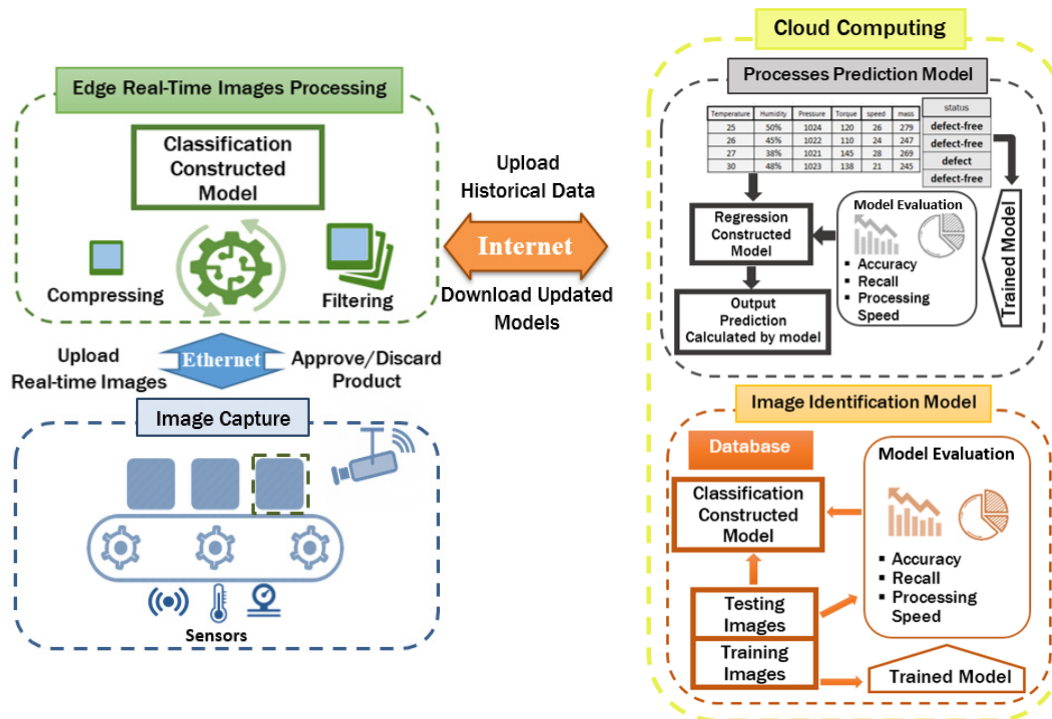 Edge Real-Time Images Processing
Classification
Constructed
Model
Compressing
Filtering
Upload
Real-time Images
Ethernet
Approve/Discard
Product
Image Capture
Sensors
Upload
Historical Data
Internet
Download Updated
Models
Cloud Computing
Processes Prediction Model
Temperature Humidity Pressure Torque speed mass status
25 50% 1024 120 26 279 defect-free
26 45% 1022 110 24 247 defect-free
27 38% 1021 145 28 269 defect
30 48% 1023 138 21 245 defect-free
Regression
Constructed
Model
Output
Prediction
Calculated by model
Model Evaluation
▪ Accuracy
▪ Recall
▪ Processing
Speed
Trained Model
Image Identification Model
Database
Classification
Constructed
Model
Testing
Images
Training
Images
Model Evaluation
▪ Accuracy
▪ Recall
▪ Processing
Speed
Trained Model